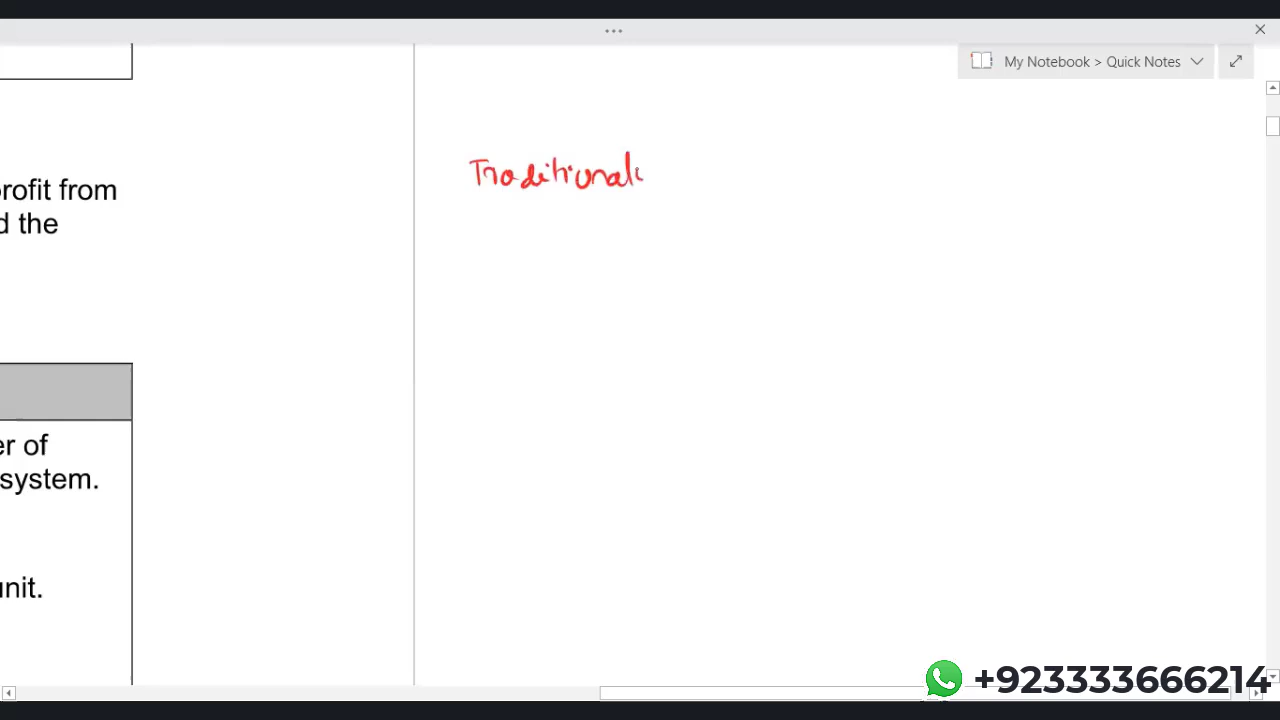 My Notebook > Quick Notes
Traditional
rofit from
d the
er of
system.
unit.
+923333666214